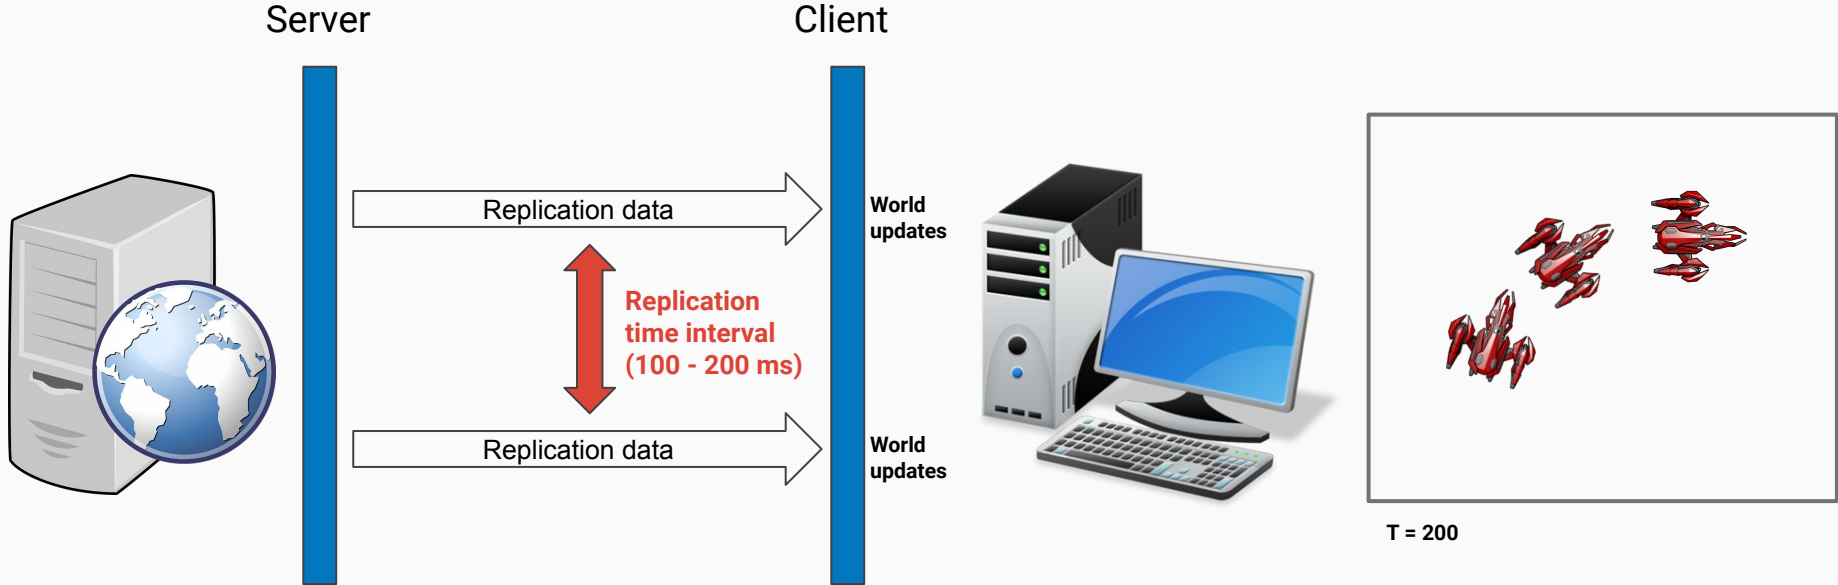 Server
Client
Replication data
World
updates
Replication
time interval
(100 - 200 ms)
Replication data
World
updates
T = 200